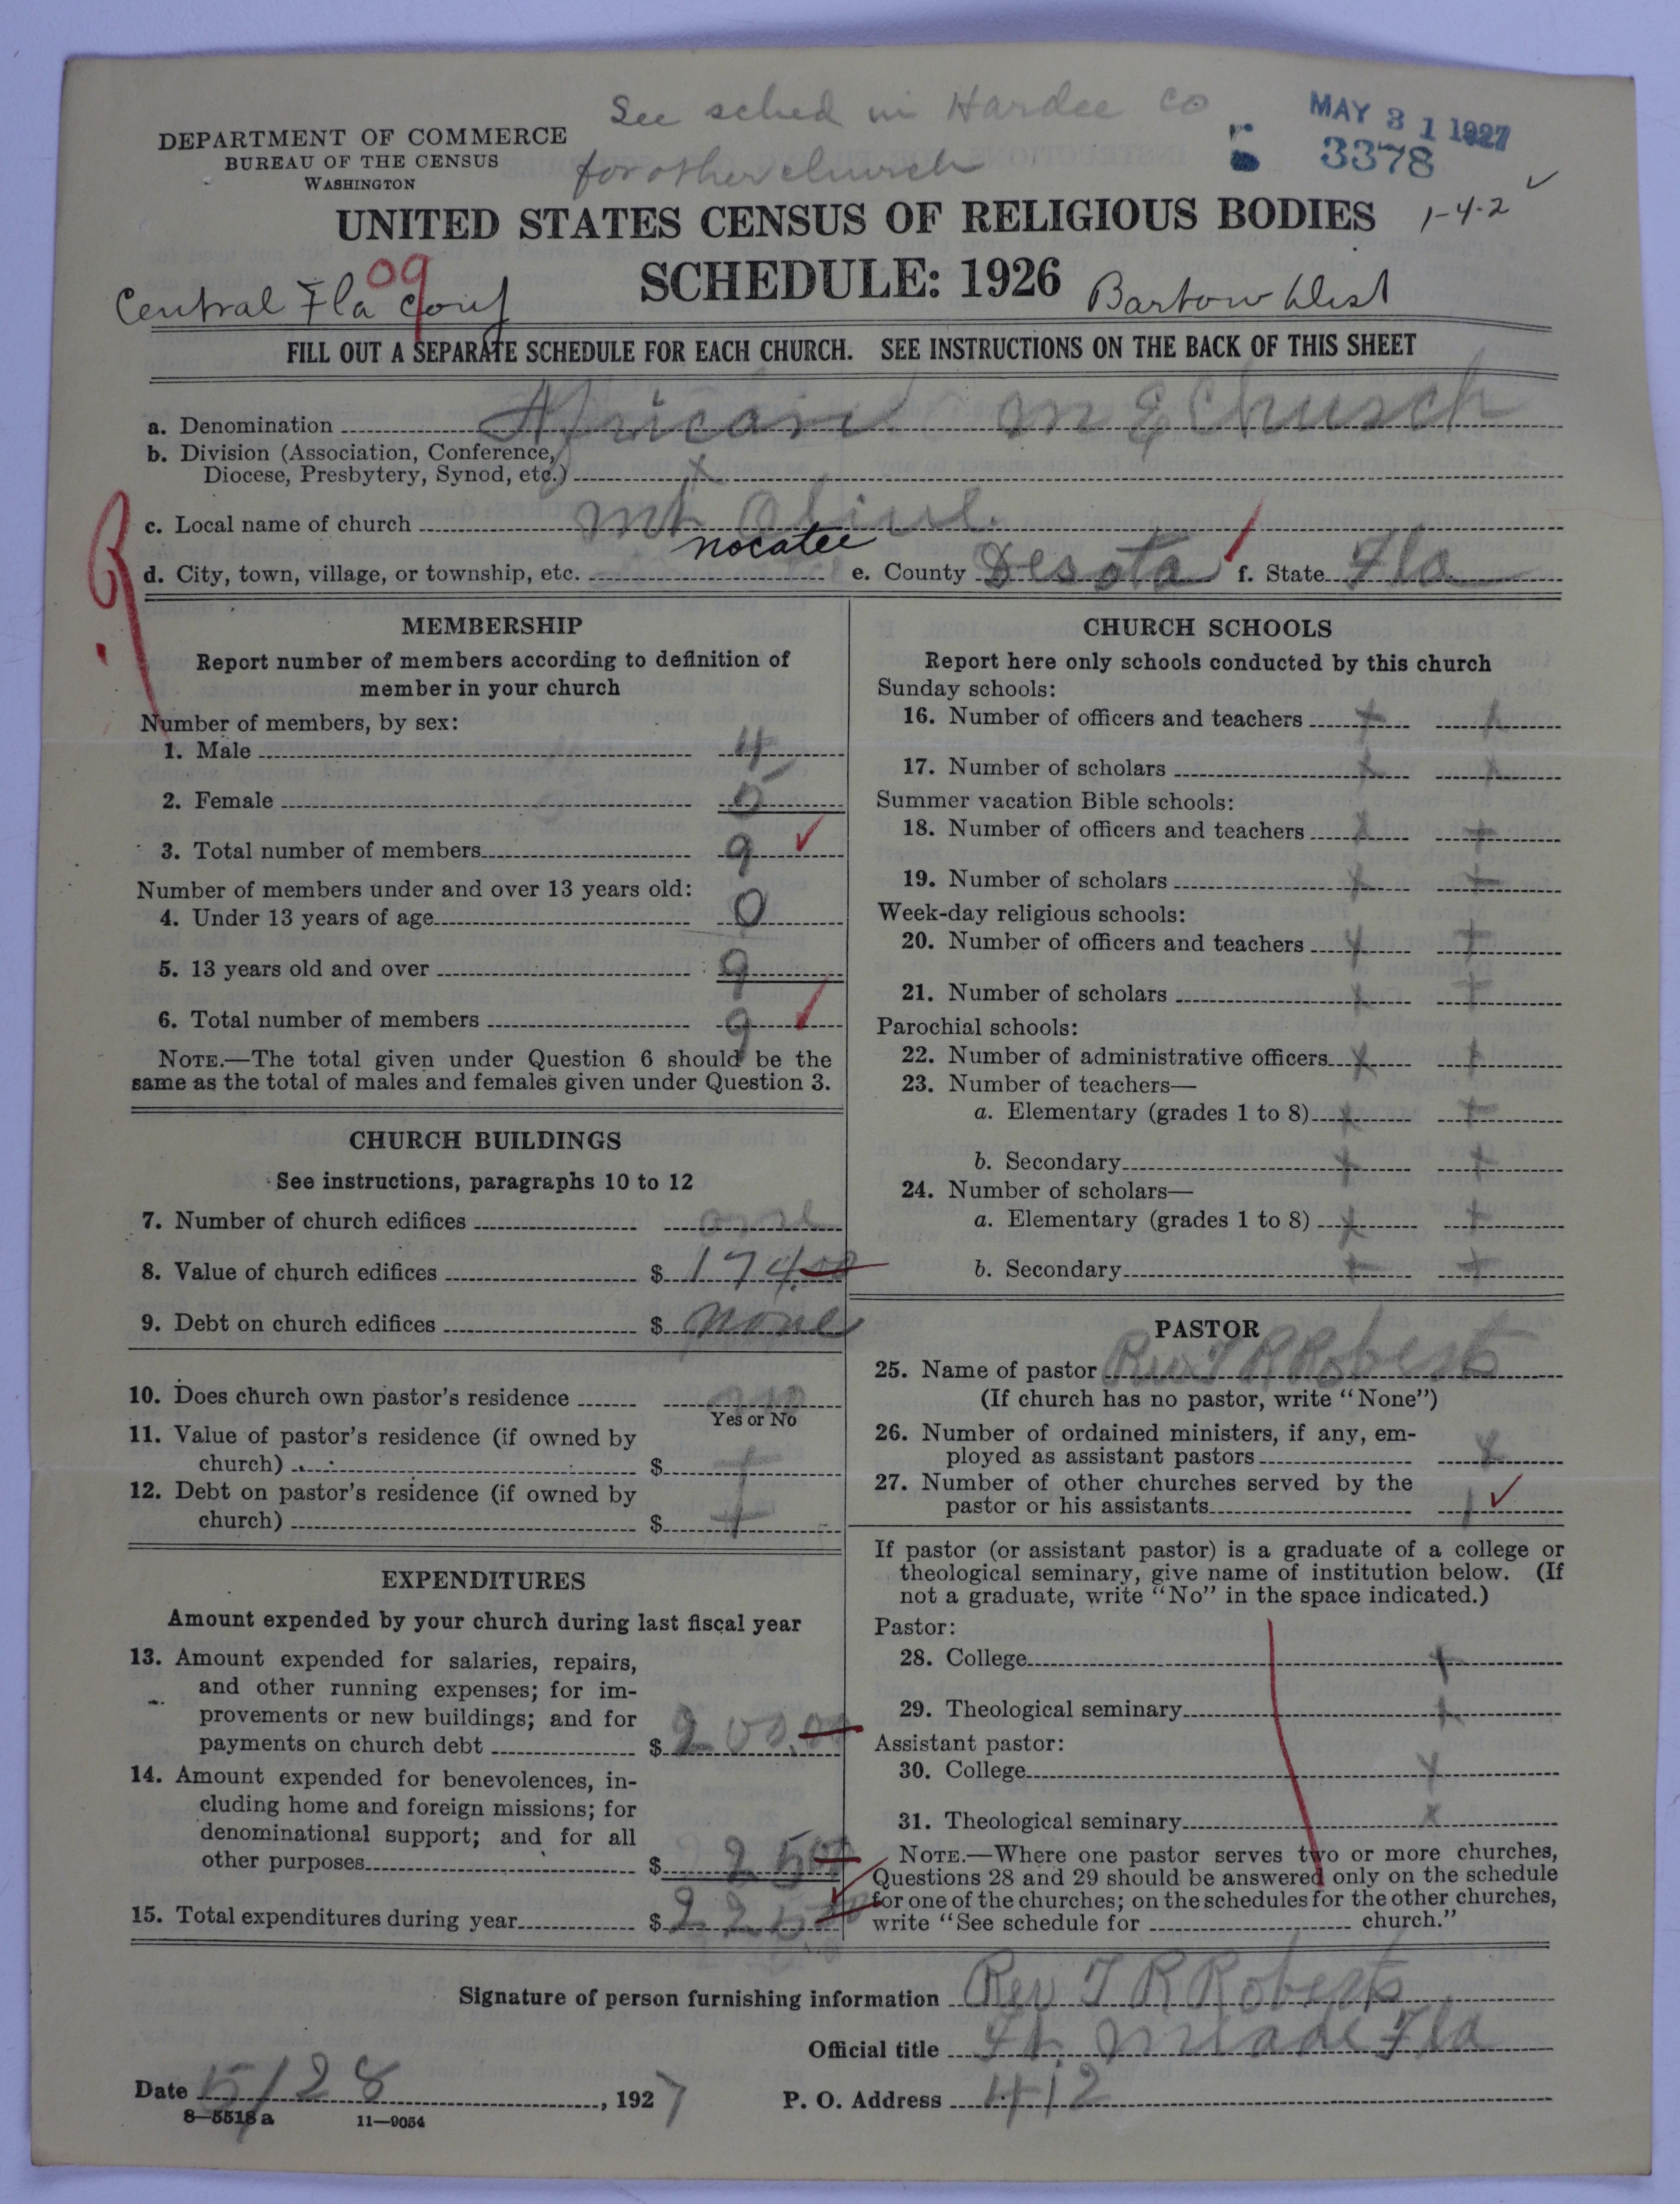 See sched in Hardee Co
for other church
MAY 31 1927
3378
DEPARTMENT OF COMMERCE
BUREAU OF THE CENSUS
WASHINGTON
1-4-2 ✓
UNITED STATES CENSUS OF RELIGIOUS BODIES
SCHEDULE: 1926
09
Central Fla Conf
Bartow Dist
FILL OUT A SEPARATE SCHEDULE FOR EACH CHURCH. SEE INSTRUCTIONS ON THE BACK OF THIS SHEET
a. Denomination African M E Church
b. Division (Association, Conference,
Diocese, Presbytery, Synod, etc.) x
c. Local name of church Mt Olive
d. City, town, village, or township, etc. Nocatee e. County Desota f. State Fla
MEMBERSHIP
Report number of members according to definition of
member in your church
Number of members, by sex:
1. Male 4
2. Female 5
3. Total number of members 9 ✓
Number of members under and over 13 years old:
4. Under 13 years of age 0
5. 13 years old and over 9
6. Total number of members 9
NOTE.—The total given under Question 6 should be the
same as the total of males and females given under Question 3.
CHURCH BUILDINGS
See instructions, paragraphs 10 to 12
7. Number of church edifices one
8. Value of church edifices $ 174.00
9. Debt on church edifices $ none
10. Does church own pastor's residence no
Yes or No
11. Value of pastor's residence (if owned by
church) $ +
12. Debt on pastor's residence (if owned by
church) $ +
EXPENDITURES
Amount expended by your church during last fiscal year
13. Amount expended for salaries, repairs,
and other running expenses; for im-
provements or new buildings; and for
payments on church debt $ 200.00
14. Amount expended for benevolences, in-
cluding home and foreign missions; for
denominational support; and for all
other purposes $ 25 00
15. Total expenditures during year $ 225 00
CHURCH SCHOOLS
Report here only schools conducted by this church
Sunday schools:
16. Number of officers and teachers x x
17. Number of scholars x x
Summer vacation Bible schools:
18. Number of officers and teachers x +
19. Number of scholars x +
Week-day religious schools:
20. Number of officers and teachers x +
21. Number of scholars x +
Parochial schools:
22. Number of administrative officers x +
23. Number of teachers—
a. Elementary (grades 1 to 8) x +
b. Secondary x +
24. Number of scholars—
a. Elementary (grades 1 to 8) x +
b. Secondary + +
PASTOR
25. Name of pastor Rev T R Roberts
(If church has no pastor, write "None")
26. Number of ordained ministers, if any, em-
ployed as assistant pastors x
27. Number of other churches served by the
pastor or his assistants 1 ✓
If pastor (or assistant pastor) is a graduate of a college or
theological seminary, give name of institution below. (If
not a graduate, write "No" in the space indicated.)
Pastor:
28. College +
29. Theological seminary +
Assistant pastor:
30. College x
31. Theological seminary x
NOTE.—Where one pastor serves two or more churches,
Questions 28 and 29 should be answered only on the schedule
for one of the churches; on the schedules for the other churches,
write "See schedule for church."
Signature of person furnishing information Rev T R Roberts
Official title Ft. Meade Fla
Date 5/28, 1927 P. O. Address 412
8—5518 a 11—9054